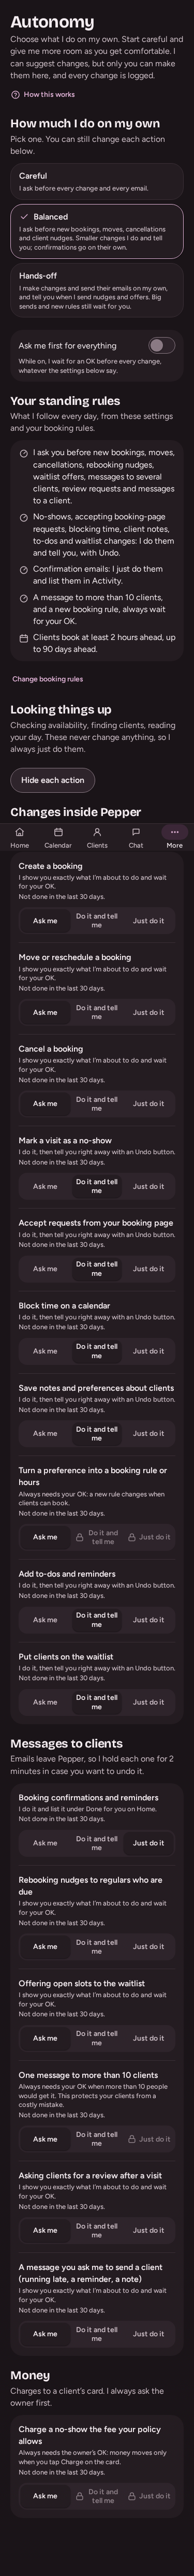 Autonomy
Choose what I do on my own. Start careful and
give me more room as you get comfortable. I
can suggest changes, but only you can make
them here, and every change is logged.
How this works
How much I do on my own
Pick one. You can still change each action
below.
Careful
I ask before every change and every email.
Balanced
I ask before new bookings, moves, cancellations
and client nudges. Smaller changes I do and tell
you; confirmations go on their own.
Hands-off
I make changes and send their emails on my own,
and tell you when I send nudges and offers. Big
sends and new rules still wait for you.
Ask me first for everything
While on, I wait for an OK before every change,
whatever the settings below say.
Your standing rules
What I follow every day, from these settings
and your booking rules.
I ask you before new bookings, moves,
cancellations, rebooking nudges,
waitlist offers, messages to several
clients, review requests and messages
to a client.
No-shows, accepting booking-page
requests, blocking time, client notes,
to-dos and waitlist changes: I do them
and tell you, with Undo.
Confirmation emails: I just do them
and list them in Activity.
A message to more than 10 clients,
and a new booking rule, always wait
for your OK.
Clients book at least 2 hours ahead, up
to 90 days ahead.
Change booking rules
Looking things up
Checking availability, finding clients, reading
your day. These never change anything, so I
always just do them.
Hide each action
Changes inside Pepper
Home
Calendar
Clients
Chat
More
Create a booking
I show you exactly what I'm about to do and wait
for your OK.
Not done in the last 30 days.
Ask me
Do it and tell
me
Just do it
Move or reschedule a booking
I show you exactly what I'm about to do and wait
for your OK.
Not done in the last 30 days.
Ask me
Do it and tell
me
Just do it
Cancel a booking
I show you exactly what I'm about to do and wait
for your OK.
Not done in the last 30 days.
Ask me
Do it and tell
me
Just do it
Mark a visit as a no-show
I do it, then tell you right away with an Undo button.
Not done in the last 30 days.
Ask me
Do it and tell
me
Just do it
Accept requests from your booking page
I do it, then tell you right away with an Undo button.
Not done in the last 30 days.
Ask me
Do it and tell
me
Just do it
Block time on a calendar
I do it, then tell you right away with an Undo button.
Not done in the last 30 days.
Ask me
Do it and tell
me
Just do it
Save notes and preferences about clients
I do it, then tell you right away with an Undo button.
Not done in the last 30 days.
Ask me
Do it and tell
me
Just do it
Turn a preference into a booking rule or
hours
Always needs your OK: a new rule changes when
clients can book.
Not done in the last 30 days.
Ask me
Do it and
tell me
Just do it
Add to-dos and reminders
I do it, then tell you right away with an Undo button.
Not done in the last 30 days.
Ask me
Do it and tell
me
Just do it
Put clients on the waitlist
I do it, then tell you right away with an Undo button.
Not done in the last 30 days.
Ask me
Do it and tell
me
Just do it
Messages to clients
Emails leave Pepper, so I hold each one for 2
minutes in case you want to undo it.
Booking confirmations and reminders
I do it and list it under Done for you on Home.
Not done in the last 30 days.
Ask me
Do it and tell
me
Just do it
Rebooking nudges to regulars who are
due
I show you exactly what I'm about to do and wait
for your OK.
Not done in the last 30 days.
Ask me
Do it and tell
me
Just do it
Offering open slots to the waitlist
I show you exactly what I'm about to do and wait
for your OK.
Not done in the last 30 days.
Ask me
Do it and tell
me
Just do it
One message to more than 10 clients
Always needs your OK when more than 10 people
would get it. This protects your clients from a
costly mistake.
Not done in the last 30 days.
Ask me
Do it and tell
me
Just do it
Asking clients for a review after a visit
I show you exactly what I'm about to do and wait
for your OK.
Not done in the last 30 days.
Ask me
Do it and tell
me
Just do it
A message you ask me to send a client
(running late, a reminder, a note)
I show you exactly what I'm about to do and wait
for your OK.
Not done in the last 30 days.
Ask me
Do it and tell
me
Just do it
Money
Charges to a client's card. I always ask the
owner first.
Charge a no-show the fee your policy
allows
Always needs the owner's OK: money moves only
when you tap Charge on the card.
Not done in the last 30 days.
Ask me
Do it and
tell me
Just do it